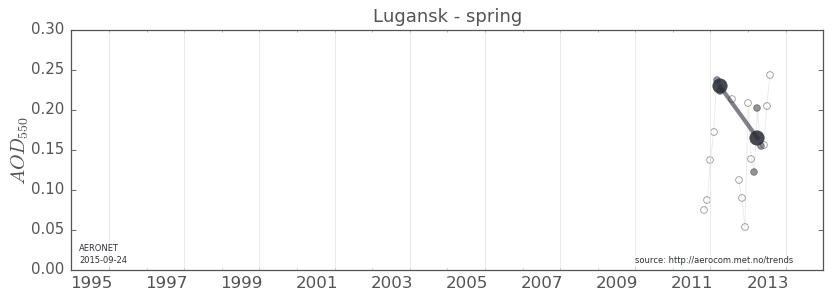 Lugansk - spring
0.30
0.25
0.20
0.15
0.10
0.05
0.00
AOD550
AERONET
2015-09-24
source: http://aerocom.met.no/trends
1995 1997 1999 2001 2003 2005 2007 2009 2011 2013